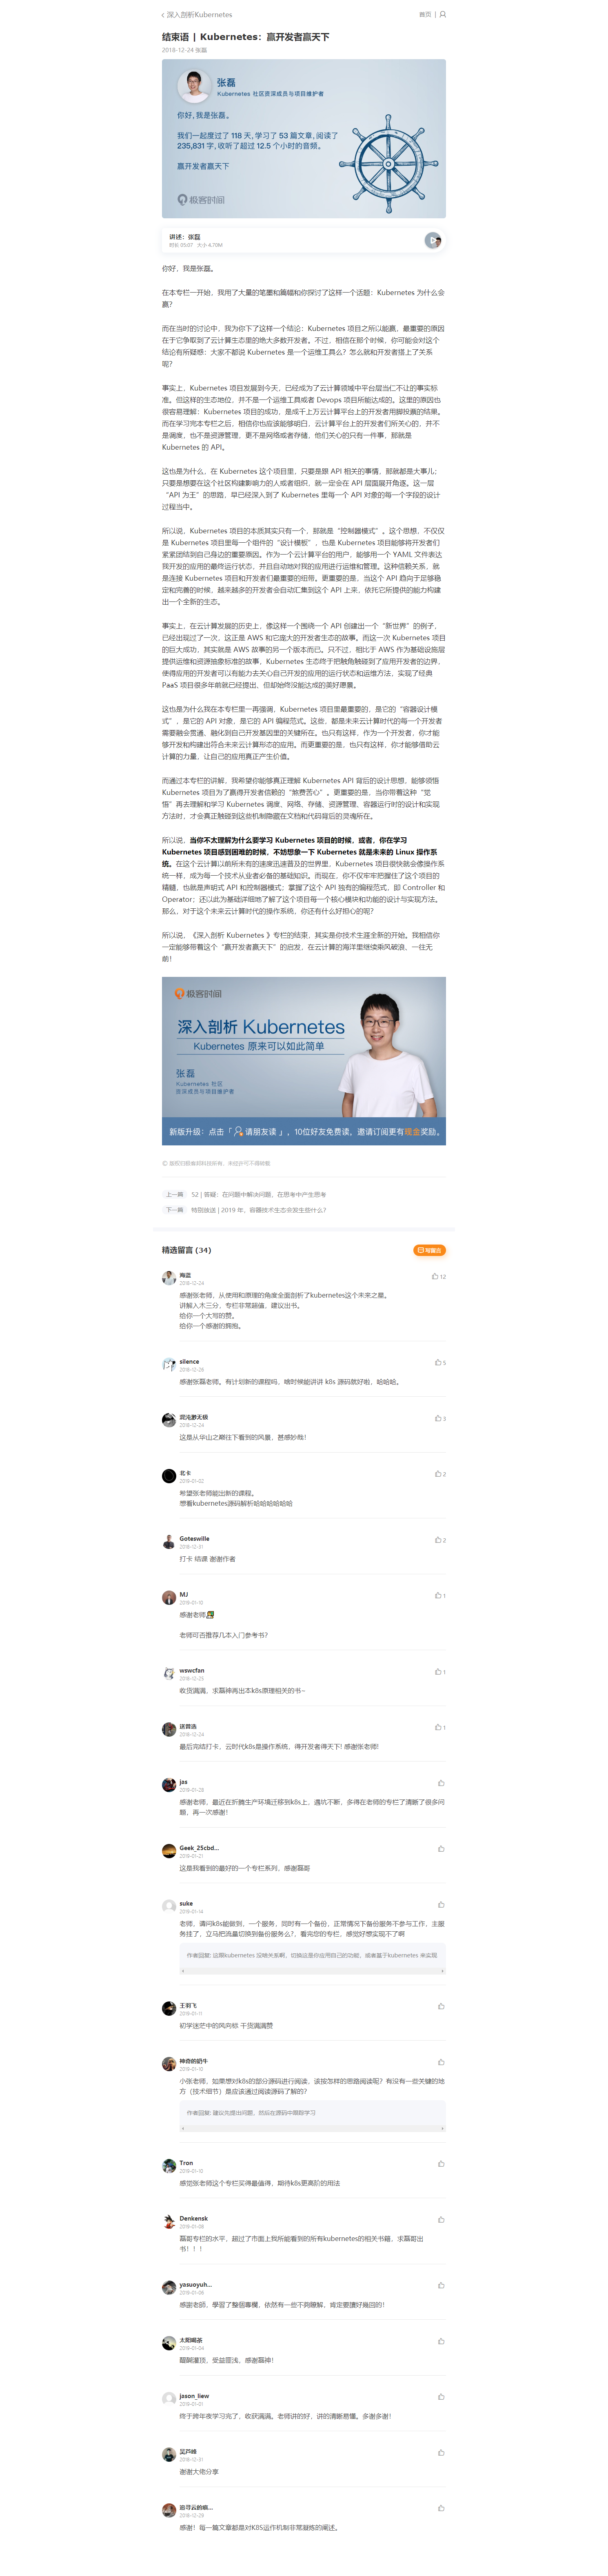 深入剖析Kubernetes
首页 |
结束语 | Kubernetes：赢开发者赢天下
2018-12-24 张磊
张磊
Kubernetes 社区资深成员与项目维护者
你好，我是张磊。
我们一起度过了 118 天，学习了 53 篇文章，阅读了
235,831 字，收听了超过 12.5 个小时的音频。
赢开发者赢天下
极客时间
讲述：张磊
时长 05:07 大小 4.70M
你好，我是张磊。
在本专栏一开始，我用了大量的笔墨和篇幅和你探讨了这样一个话题：Kubernetes 为什么会
赢？
而在当时的讨论中，我为你下了这样一个结论：Kubernetes 项目之所以能赢，最重要的原因
在于它争取到了云计算生态里的绝大多数开发者。不过，相信在那个时候，你可能会对这个
结论有所疑惑：大家不都说 Kubernetes 是一个运维工具么？怎么就和开发者搭上了关系
呢？
事实上，Kubernetes 项目发展到今天，已经成为了云计算领域中平台层当仁不让的事实标
准。但这样的生态地位，并不是一个运维工具或者 Devops 项目所能达成的。这里的原因也
很容易理解：Kubernetes 项目的成功，是成千上万云计算平台上的开发者用脚投票的结果。
而在学习完本专栏之后，相信你也应该能够明白，云计算平台上的开发者们所关心的，并不
是调度，也不是资源管理，更不是网络或者存储，他们关心的只有一件事，那就是
Kubernetes 的 API。
这也是为什么，在 Kubernetes 这个项目里，只要是跟 API 相关的事情，那就都是大事儿；
只要是想要在这个社区构建影响力的人或者组织，就一定会在 API 层面展开角逐。这一层
“API 为王”的思路，早已经深入到了 Kubernetes 里每一个 API 对象的每一个字段的设计
过程当中。
所以说，Kubernetes 项目的本质其实只有一个，那就是“控制器模式”。这个思想，不仅仅
是 Kubernetes 项目里每一个组件的“设计模板”，也是 Kubernetes 项目能够将开发者们
紧紧团结到自己身边的重要原因。作为一个云计算平台的用户，能够用一个 YAML 文件表达
我开发的应用的最终运行状态，并且自动地对我的应用进行运维和管理。这种信赖关系，就
是连接 Kubernetes 项目和开发者们最重要的纽带。更重要的是，当这个 API 趋向于足够稳
定和完善的时候，越来越多的开发者会自动汇集到这个 API 上来，依托它所提供的能力构建
出一个全新的生态。
事实上，在云计算发展的历史上，像这样一个围绕一个 API 创建出一个“新世界”的例子，
已经出现过了一次，这正是 AWS 和它庞大的开发者生态的故事。而这一次 Kubernetes 项目
的巨大成功，其实就是 AWS 故事的另一个版本而已。只不过，相比于 AWS 作为基础设施层
提供运维和资源抽象标准的故事，Kubernetes 生态终于把触角触碰到了应用开发者的边界，
使得应用的开发者可以有能力去关心自己开发的应用的运行状态和运维方法，实现了经典
PaaS 项目很多年前就已经提出，但却始终没能达成的美好愿景。
这也是为什么我在本专栏里一再强调，Kubernetes 项目里最重要的，是它的“容器设计模
式”，是它的 API 对象，是它的 API 编程范式。这些，都是未来云计算时代的每一个开发者
需要融会贯通、融化到自己开发基因里的关键所在。也只有这样，作为一个开发者，你才能
够开发和构建出符合未来云计算形态的应用。而更重要的是，也只有这样，你才能够借助云
计算的力量，让自己的应用真正产生价值。
而通过本专栏的讲解，我希望你能够真正理解 Kubernetes API 背后的设计思想，能够领悟
Kubernetes 项目为了赢得开发者信赖的“煞费苦心”。更重要的是，当你带着这种“觉
悟”再去理解和学习 Kubernetes 调度、网络、存储、资源管理、容器运行时的设计和实现
方法时，才会真正触碰到这些机制隐匿在文档和代码背后的灵魂所在。
所以说，当你不太理解为什么要学习 Kubernetes 项目的时候，或者，你在学习
Kubernetes 项目感到困难的时候，不妨想象一下 Kubernetes 就是未来的 Linux 操作系
统。在这个云计算以前所未有的速度迅速普及的世界里，Kubernetes 项目很快就会像操作系
统一样，成为每一个技术从业者必备的基础知识。而现在，你不仅牢牢把握住了这个项目的
精髓，也就是声明式 API 和控制器模式；掌握了这个 API 独有的编程范式，即 Controller 和
Operator；还以此为基础详细地了解了这个项目每一个核心模块和功能的设计与实现方法。
那么，对于这个未来云计算时代的操作系统，你还有什么好担心的呢？
所以说，《深入剖析 Kubernetes 》专栏的结束，其实是你技术生涯全新的开始。我相信你
一定能够带着这个“赢开发者赢天下”的启发，在云计算的海洋里继续乘风破浪、一往无
前！
极客时间
深入剖析 Kubernetes
Kubernetes 原来可以如此简单
张磊
Kubernetes 社区
资深成员与项目维护者
新版升级：点击「 请朋友读 」，10位好友免费读，邀请订阅更有现金奖励。
© 版权归极客邦科技所有，未经许可不得转载
上一篇 52 | 答疑：在问题中解决问题，在思考中产生思考
下一篇 特别放送 | 2019 年，容器技术生态会发生些什么？
精选留言 (34)
写留言
海盗
12
2018-12-24
感谢张老师，从使用和原理的角度全面剖析了kubernetes这个未来之星。
讲解入木三分，专栏非常超值，建议出书。
给你一个大写的赞。
给你一个感谢的拥抱。
silence
5
2018-12-28
感谢张磊老师。有计划新的课程吗，啥时候能讲讲 k8s 源码就好啦，哈哈哈。
混沌渺无极
3
2018-12-24
这是从华山之巅往下看到的风景，甚感妙哉！
北卡
2
2019-01-02
希望张老师能出新的课程。
想看kubernetes源码解析哈哈哈哈哈哈
Goteswille
2
2018-12-31
打卡 结课 谢谢作者
MJ
1
2019-01-10
感谢老师
老师可否推荐几本入门参考书？
wswcfan
1
2018-12-25
收货满满，求磊神再出本k8s原理相关的书~
1
2018-12-24
最后完结打卡，云时代k8s是操作系统，得开发者得天下! 感谢张老师!
jas
2019-01-28
感谢老师，最近在折腾生产环境迁移到k8s上，遇坑不断，多得在老师的专栏了清晰了很多问
题，再一次感谢！
Geek_25cbd...
2019-01-21
这是我看到的最好的一个专栏系列，感谢磊哥
suke
2019-01-14
老师，请问k8s能做到，一个服务，同时有一个备份，正常情况下备份服务不参与工作，主服
务挂了，立马把流量切换到备份服务么?，看完您的专栏，感觉好想实现不了啊
作者回复: 这跟kubernetes 没啥关系啊，切换这是你应用自己的功能，或者基于kubernetes 来实现
王羽飞
2019-01-11
初学迷茫中的风向标 干货满满赞
神奇的奶牛
2019-01-10
小张老师，如果想对k8s的部分源码进行阅读，该按怎样的思路阅读呢？有没有一些关键的地
方（技术细节）是应该通过阅读源码了解的？
作者回复: 建议先提出问题，然后在源码中跟踪学习
Tron
2019-01-10
感觉张老师这个专栏买得最值得，期待k8s更高阶的用法
Denkensk
2019-01-08
磊哥专栏的水平，超过了市面上我所能看到的所有kubernetes的相关书籍，求磊哥出
书！！！
yasuoyuh...
2019-01-08
感謝老師，學習了整個專欄，依然有一些不夠瞭解，肯定要讀好幾回的！
太阳喝茶
2019-01-04
醍醐灌顶，受益匪浅，感谢磊神！
jason_liew
2019-01-01
终于跨年夜学习完了，收获满满。老师讲的好，讲的清晰易懂。多谢多谢！
2018-12-31
谢谢大佬分享
追寻云的痕...
2018-12-29
感谢！每一篇文章都是对K8S运作机制非常凝练的阐述。